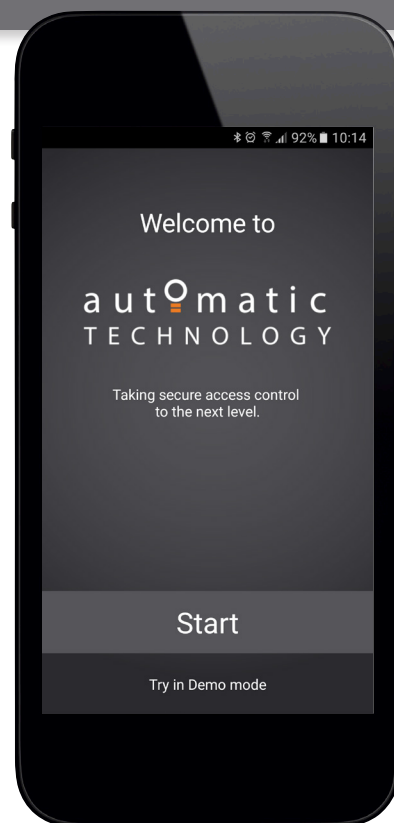 92% 10:14
Welcome to
automatic
TECHNOLOGY
Taking secure access control
to the next level.
Start
Try in Demo mode